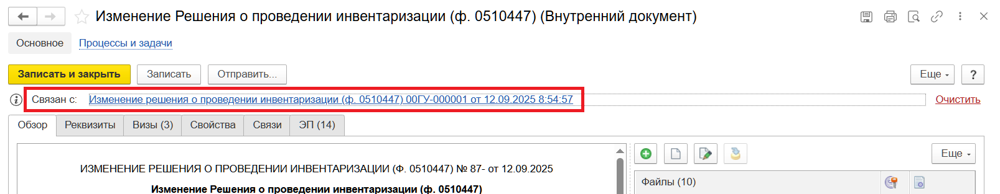 Изменение Решения о проведении инвентаризации (ф. 0510447) (Внутренний документ)
Основное Процессы и задачи
Записать и закрыть Записать Отправить... Еще ?
Связан с: Изменение решения о проведении инвентаризации (ф. 0510447) 00ГУ-000001 от 12.09.2025 8:54:57 Очистить
Обзор Реквизиты Визы (3) Свойства Связи ЭП (14)
Еще
ИЗМЕНЕНИЕ РЕШЕНИЯ О ПРОВЕДЕНИИ ИНВЕНТАРИЗАЦИИ (Ф. 0510447) № 87- от 12.09.2025
Файлы (10)
Изменение Решения о проведении инвентаризации (ф. 0510447)